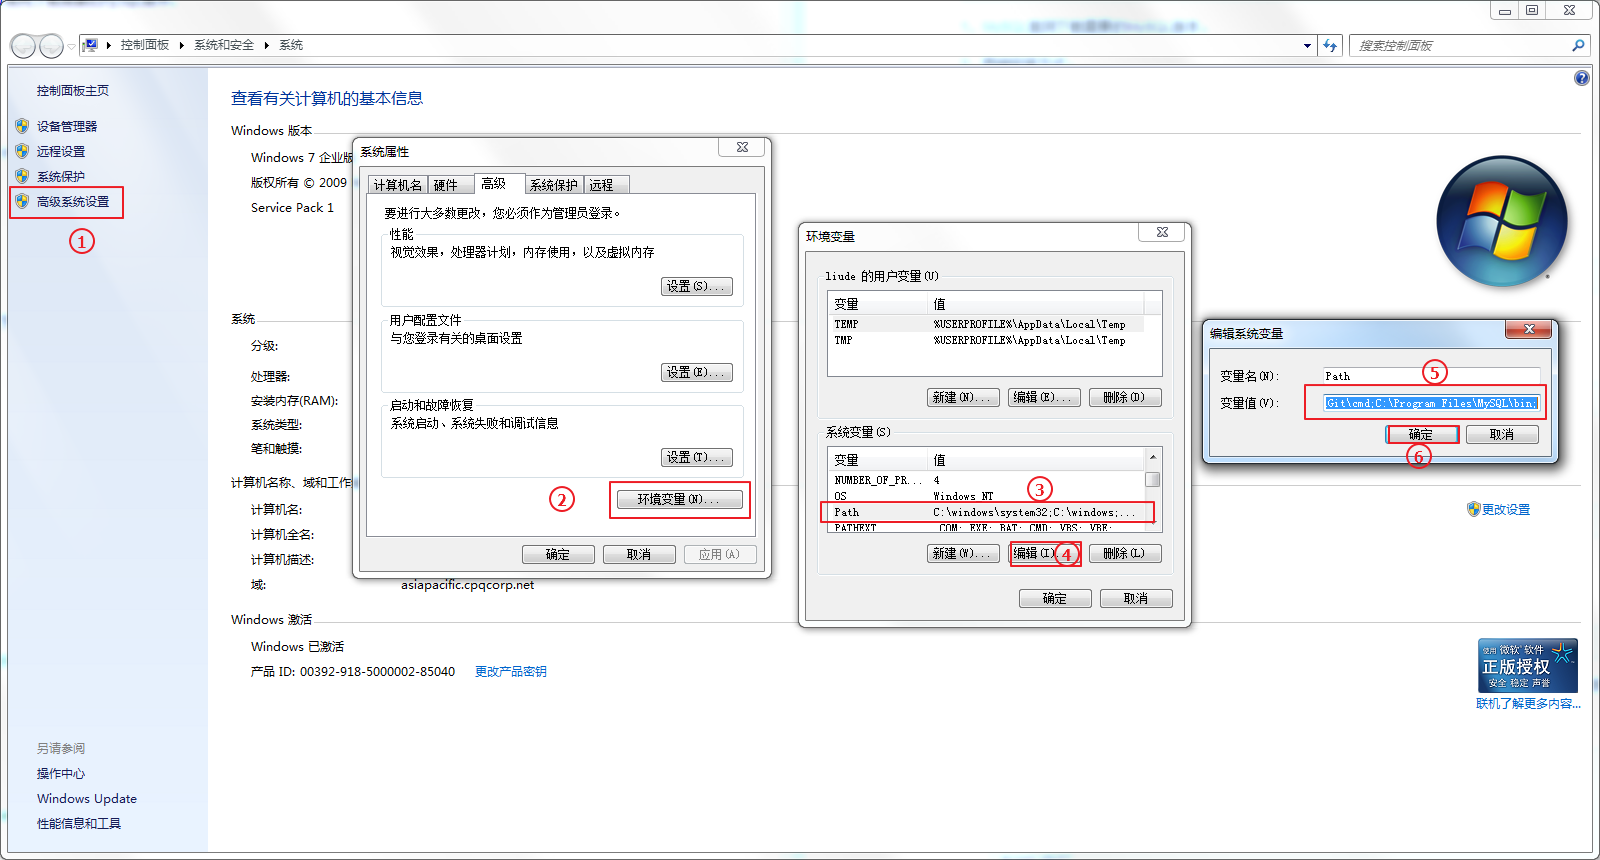 控制面板 系统和安全 系统
搜索控制面板
控制面板主页
设备管理器
远程设置
系统保护
高级系统设置
①
另请参阅
操作中心
Windows Update
性能信息和工具
查看有关计算机的基本信息
Windows 版本
Windows 7 企业版
版权所有 © 2009
Service Pack 1
系统
分级:
处理器:
安装内存(RAM):
系统类型:
笔和触摸:
计算机名称、域和工作
计算机名:
计算机全名:
计算机描述:
域: asiapacific.cpqcorp.net
更改设置
Windows 激活
Windows 已激活
产品 ID: 00392-918-5000002-85040 更改产品密钥
使用 微软 软件
正版授权
安全 稳定 声誉
联机了解更多内容...
系统属性
计算机名 硬件 高级 系统保护 远程
要进行大多数更改，您必须作为管理员登录。
性能
视觉效果，处理器计划，内存使用，以及虚拟内存
设置(S)...
用户配置文件
与您登录有关的桌面设置
设置(E)...
启动和故障恢复
系统启动、系统失败和调试信息
设置(T)...
② 环境变量(N)...
确定 取消 应用(A)
环境变量
liude 的用户变量(U)
变量 值
TEMP %USERPROFILE%\AppData\Local\Temp
TMP %USERPROFILE%\AppData\Local\Temp
新建(N)... 编辑(E)... 删除(D)
系统变量(S)
变量 值
NUMBER_OF_PR... 4
OS Windows_NT
③
Path C:\windows\system32;C:\windows;...
PATHEXT .COM;.EXE;.BAT;.CMD;.VBS;.VBE;
新建(W)... 编辑(I)... ④ 删除(L)
确定 取消
编辑系统变量
变量名(N): Path
⑤
变量值(V): Git\cmd;C:\Program Files\MySQL\bin;
确定 取消
⑥